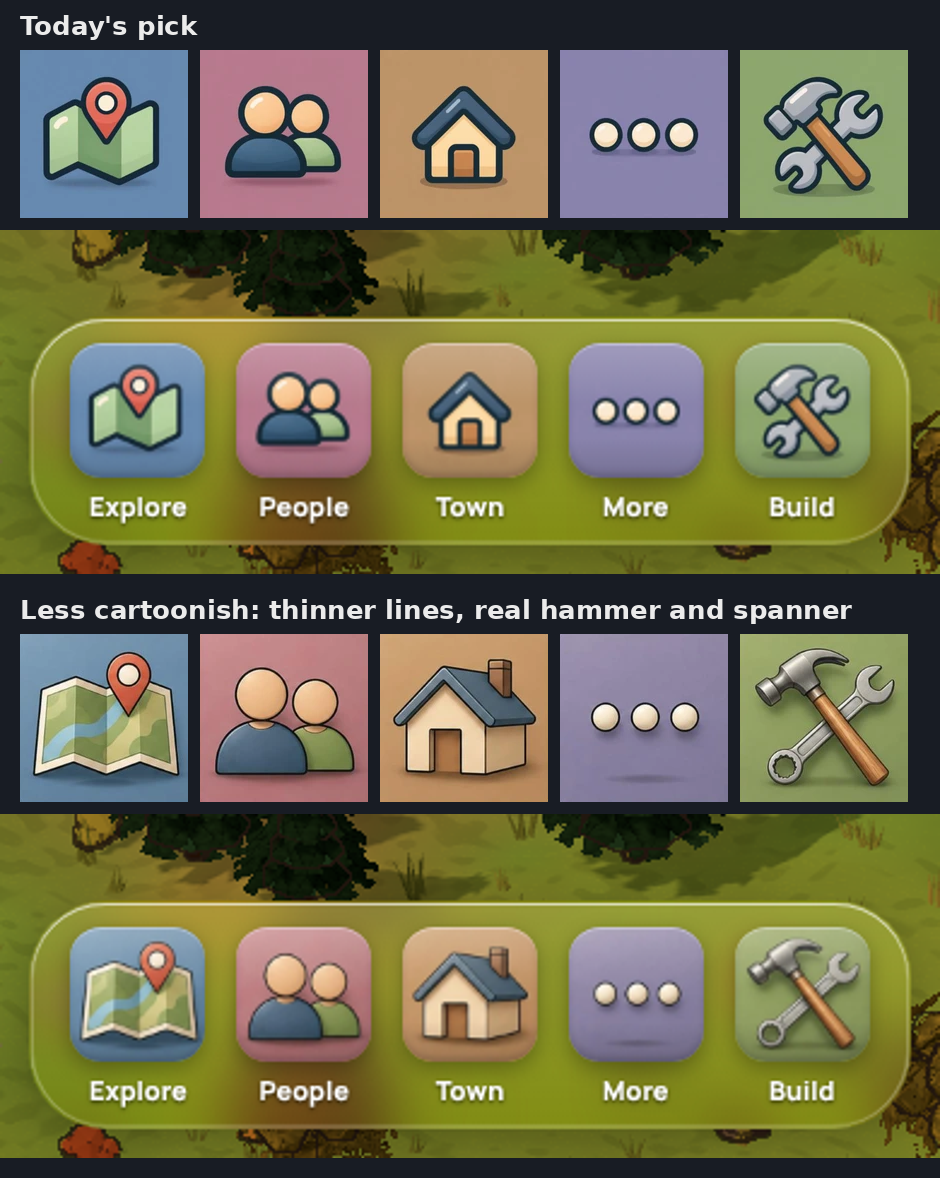 Today's pick
Explore People Town More Build
Less cartoonish: thinner lines, real hammer and spanner
Explore People Town More Build